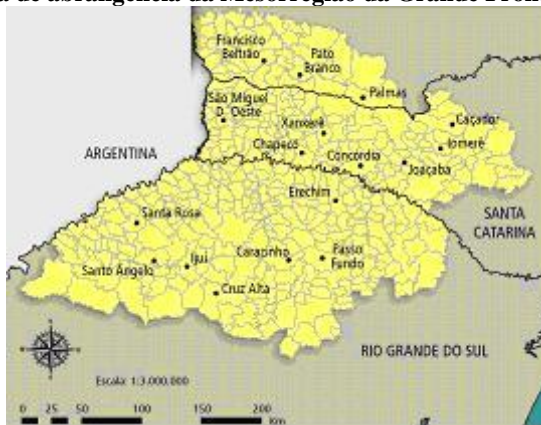 de abrangência da Mesorregião da Grande Fron
Francisco
Beltrão
Pato
Branco
Palmas
São Miguel
D. Oeste
Caçador
Xanxerê
Iomerê
Chapecó
ARGENTINA
Concórdia
Joaçaba
Erechim
SANTA
CATARINA
Santa Rosa
Santo Ângelo
Ijuí
Carazinho
Passo
Fundo
Cruz Alta
RIO GRANDE DO SUL
Escala: 1:3.000.000
0 25 50 100 150 200
Km